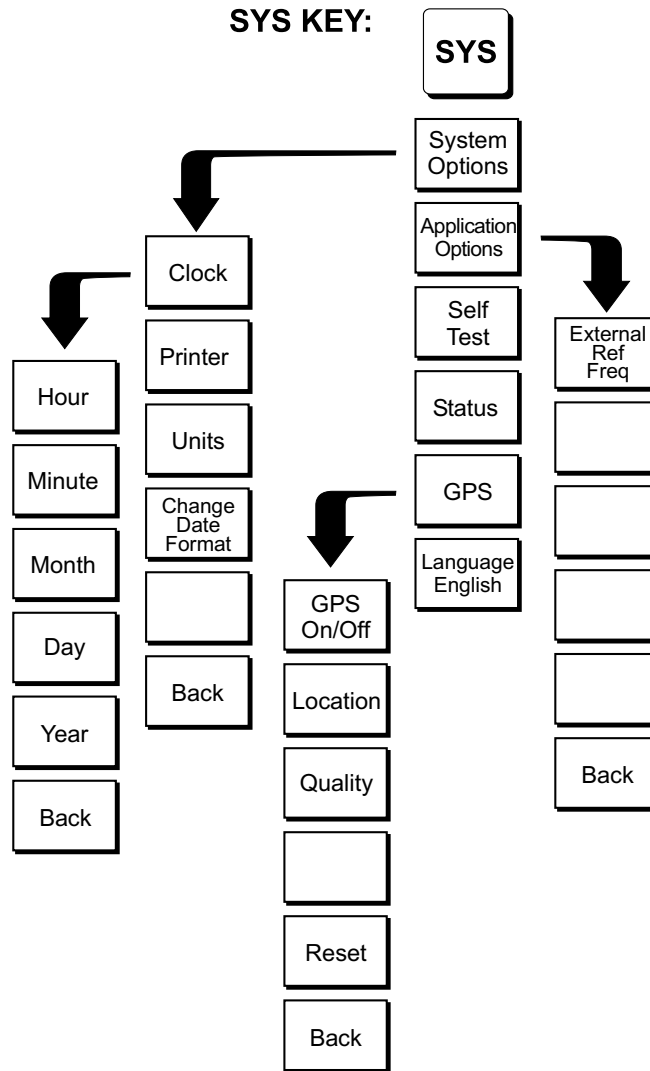 SYS KEY:
SYS
System
Options
Application
Options
Self
Test
Status
GPS
Language
English
Clock
Printer
Units
Change
Date
Format
Back
Hour
Minute
Month
Day
Year
Back
GPS
On/Off
Location
Quality
Reset
Back
External
Ref
Freq
Back